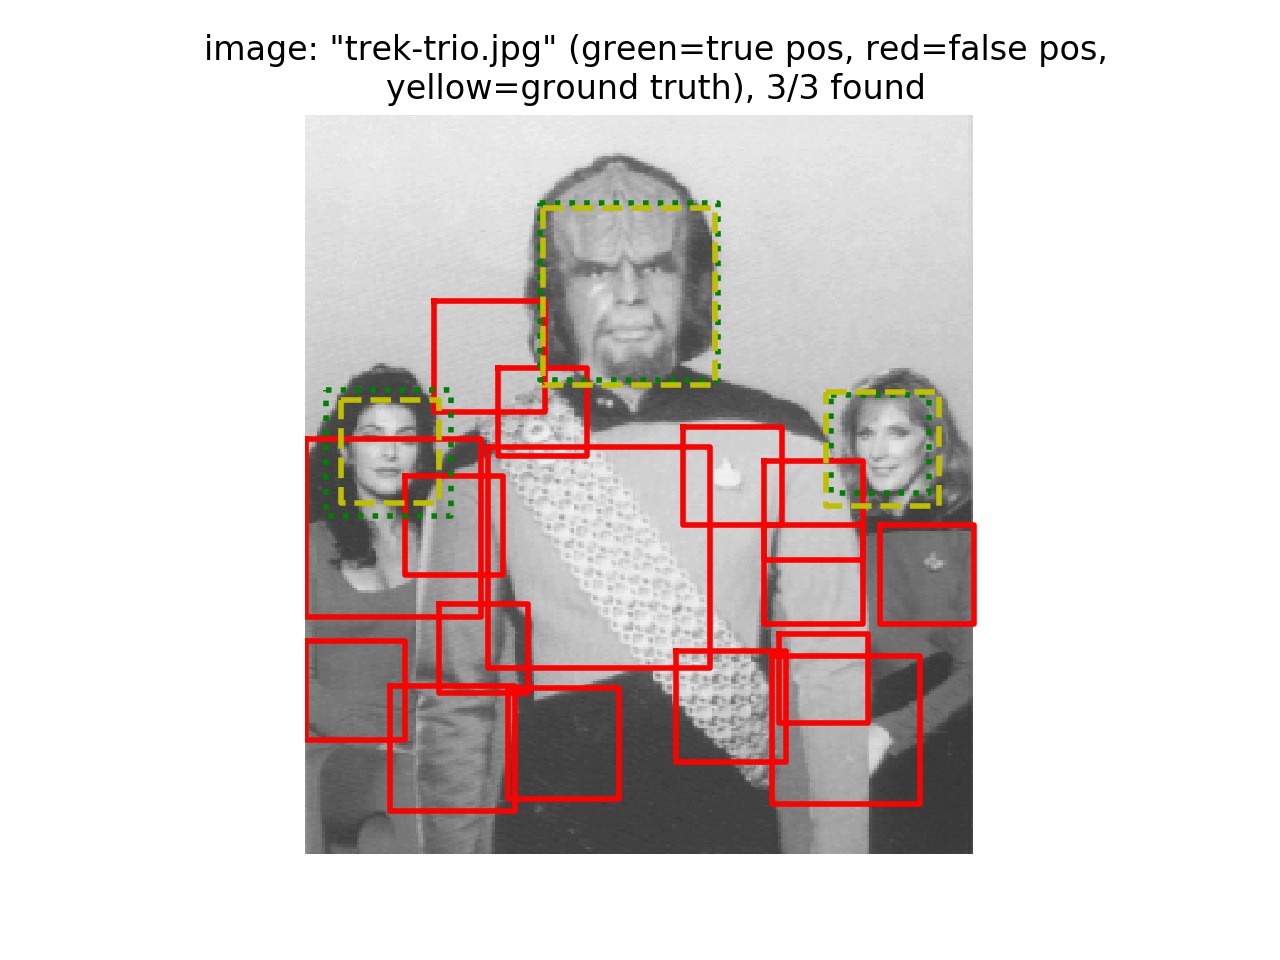 image: "trek-trio.jpg" (green=true pos, red=false pos,
yellow=ground truth), 3/3 found